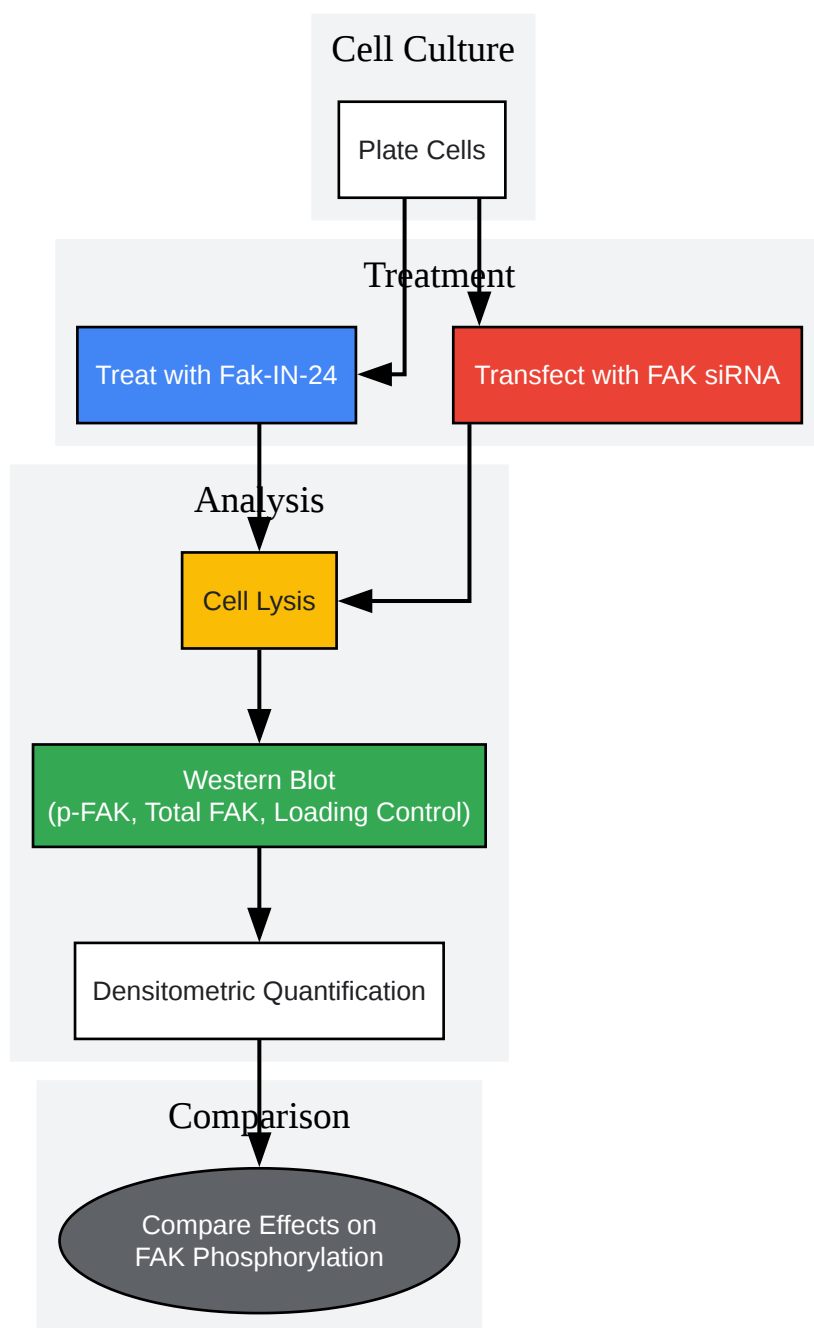 Cell Culture
Plate Cells
Treatment
Treat with Fak-IN-24
Transfect with FAK siRNA
Analysis
Cell Lysis
Western Blot
(p-FAK, Total FAK, Loading Control)
Densitometric Quantification
Comparison
Compare Effects on
FAK Phosphorylation